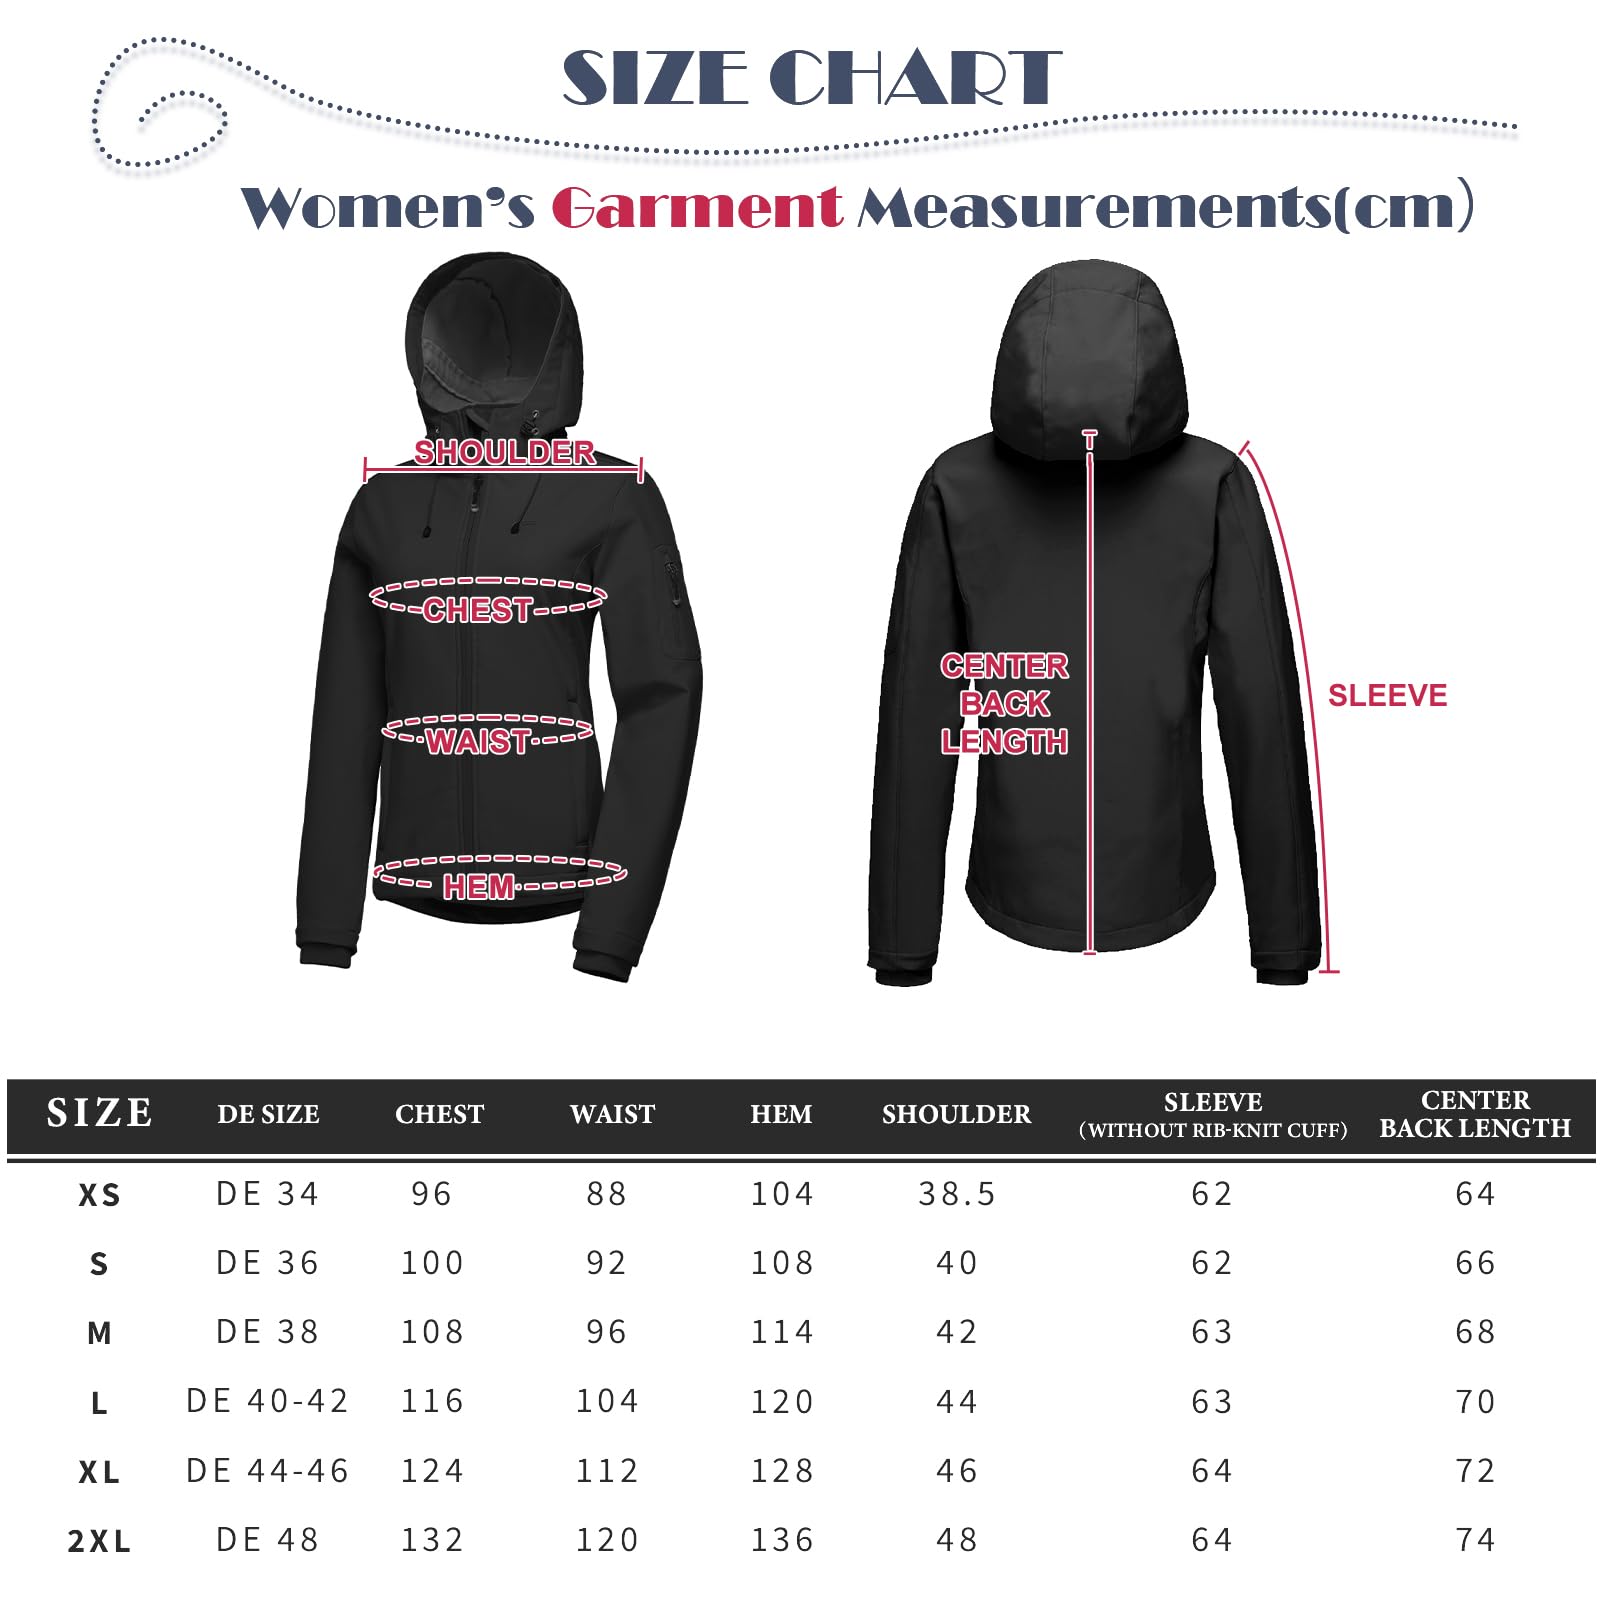 SIZE CHART
Women's Garment Measurements(cm)
SHOULDER
CHEST
WAIST
HEM
CENTER
BACK
LENGTH
SLEEVE
SIZE DE SIZE CHEST WAIST HEM SHOULDER SLEEVE (WITHOUT RIB-KNIT CUFF) CENTER BACK LENGTH
XS DE 34 96 88 104 38.5 62 64
S DE 36 100 92 108 40 62 66
M DE 38 108 96 114 42 63 68
L DE 40-42 116 104 120 44 63 70
XL DE 44-46 124 112 128 46 64 72
2XL DE 48 132 120 136 48 64 74